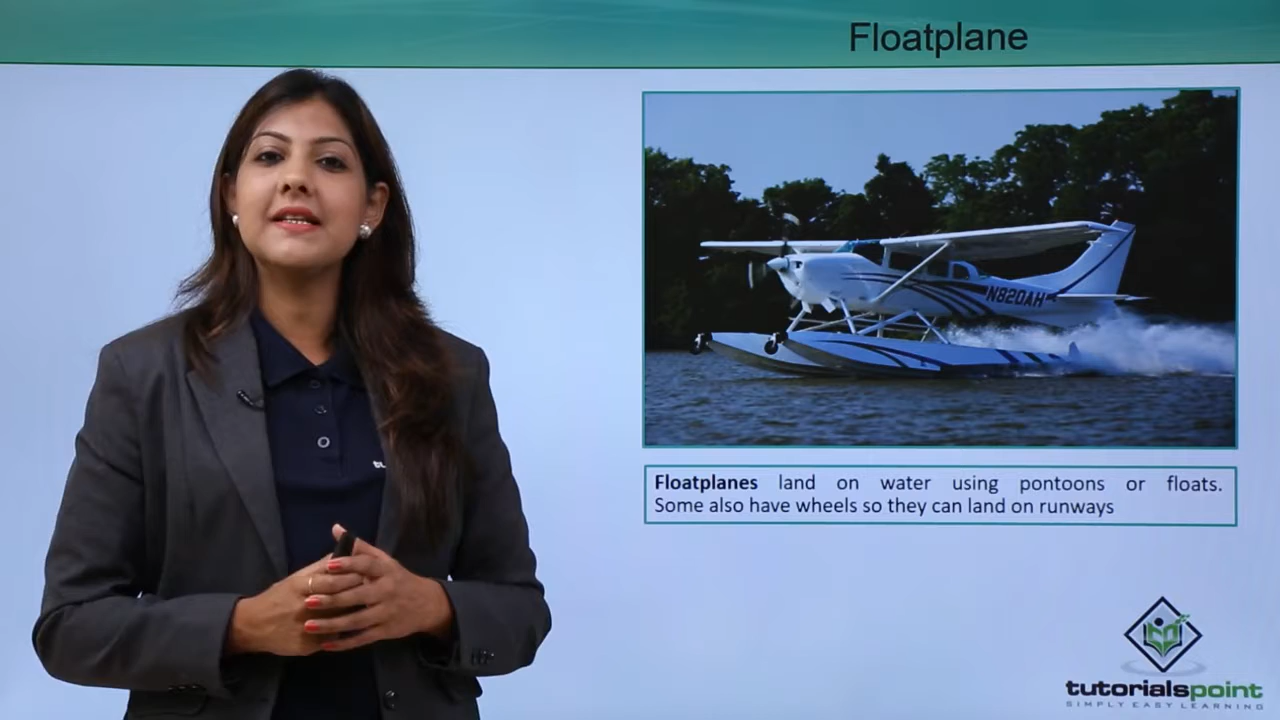 Floatplane
N820AH
Floatplanes land on water using pontoons or floats.
Some also have wheels so they can land on runways
tu
tutorialspoint
SIMPLY EASY LEARNING